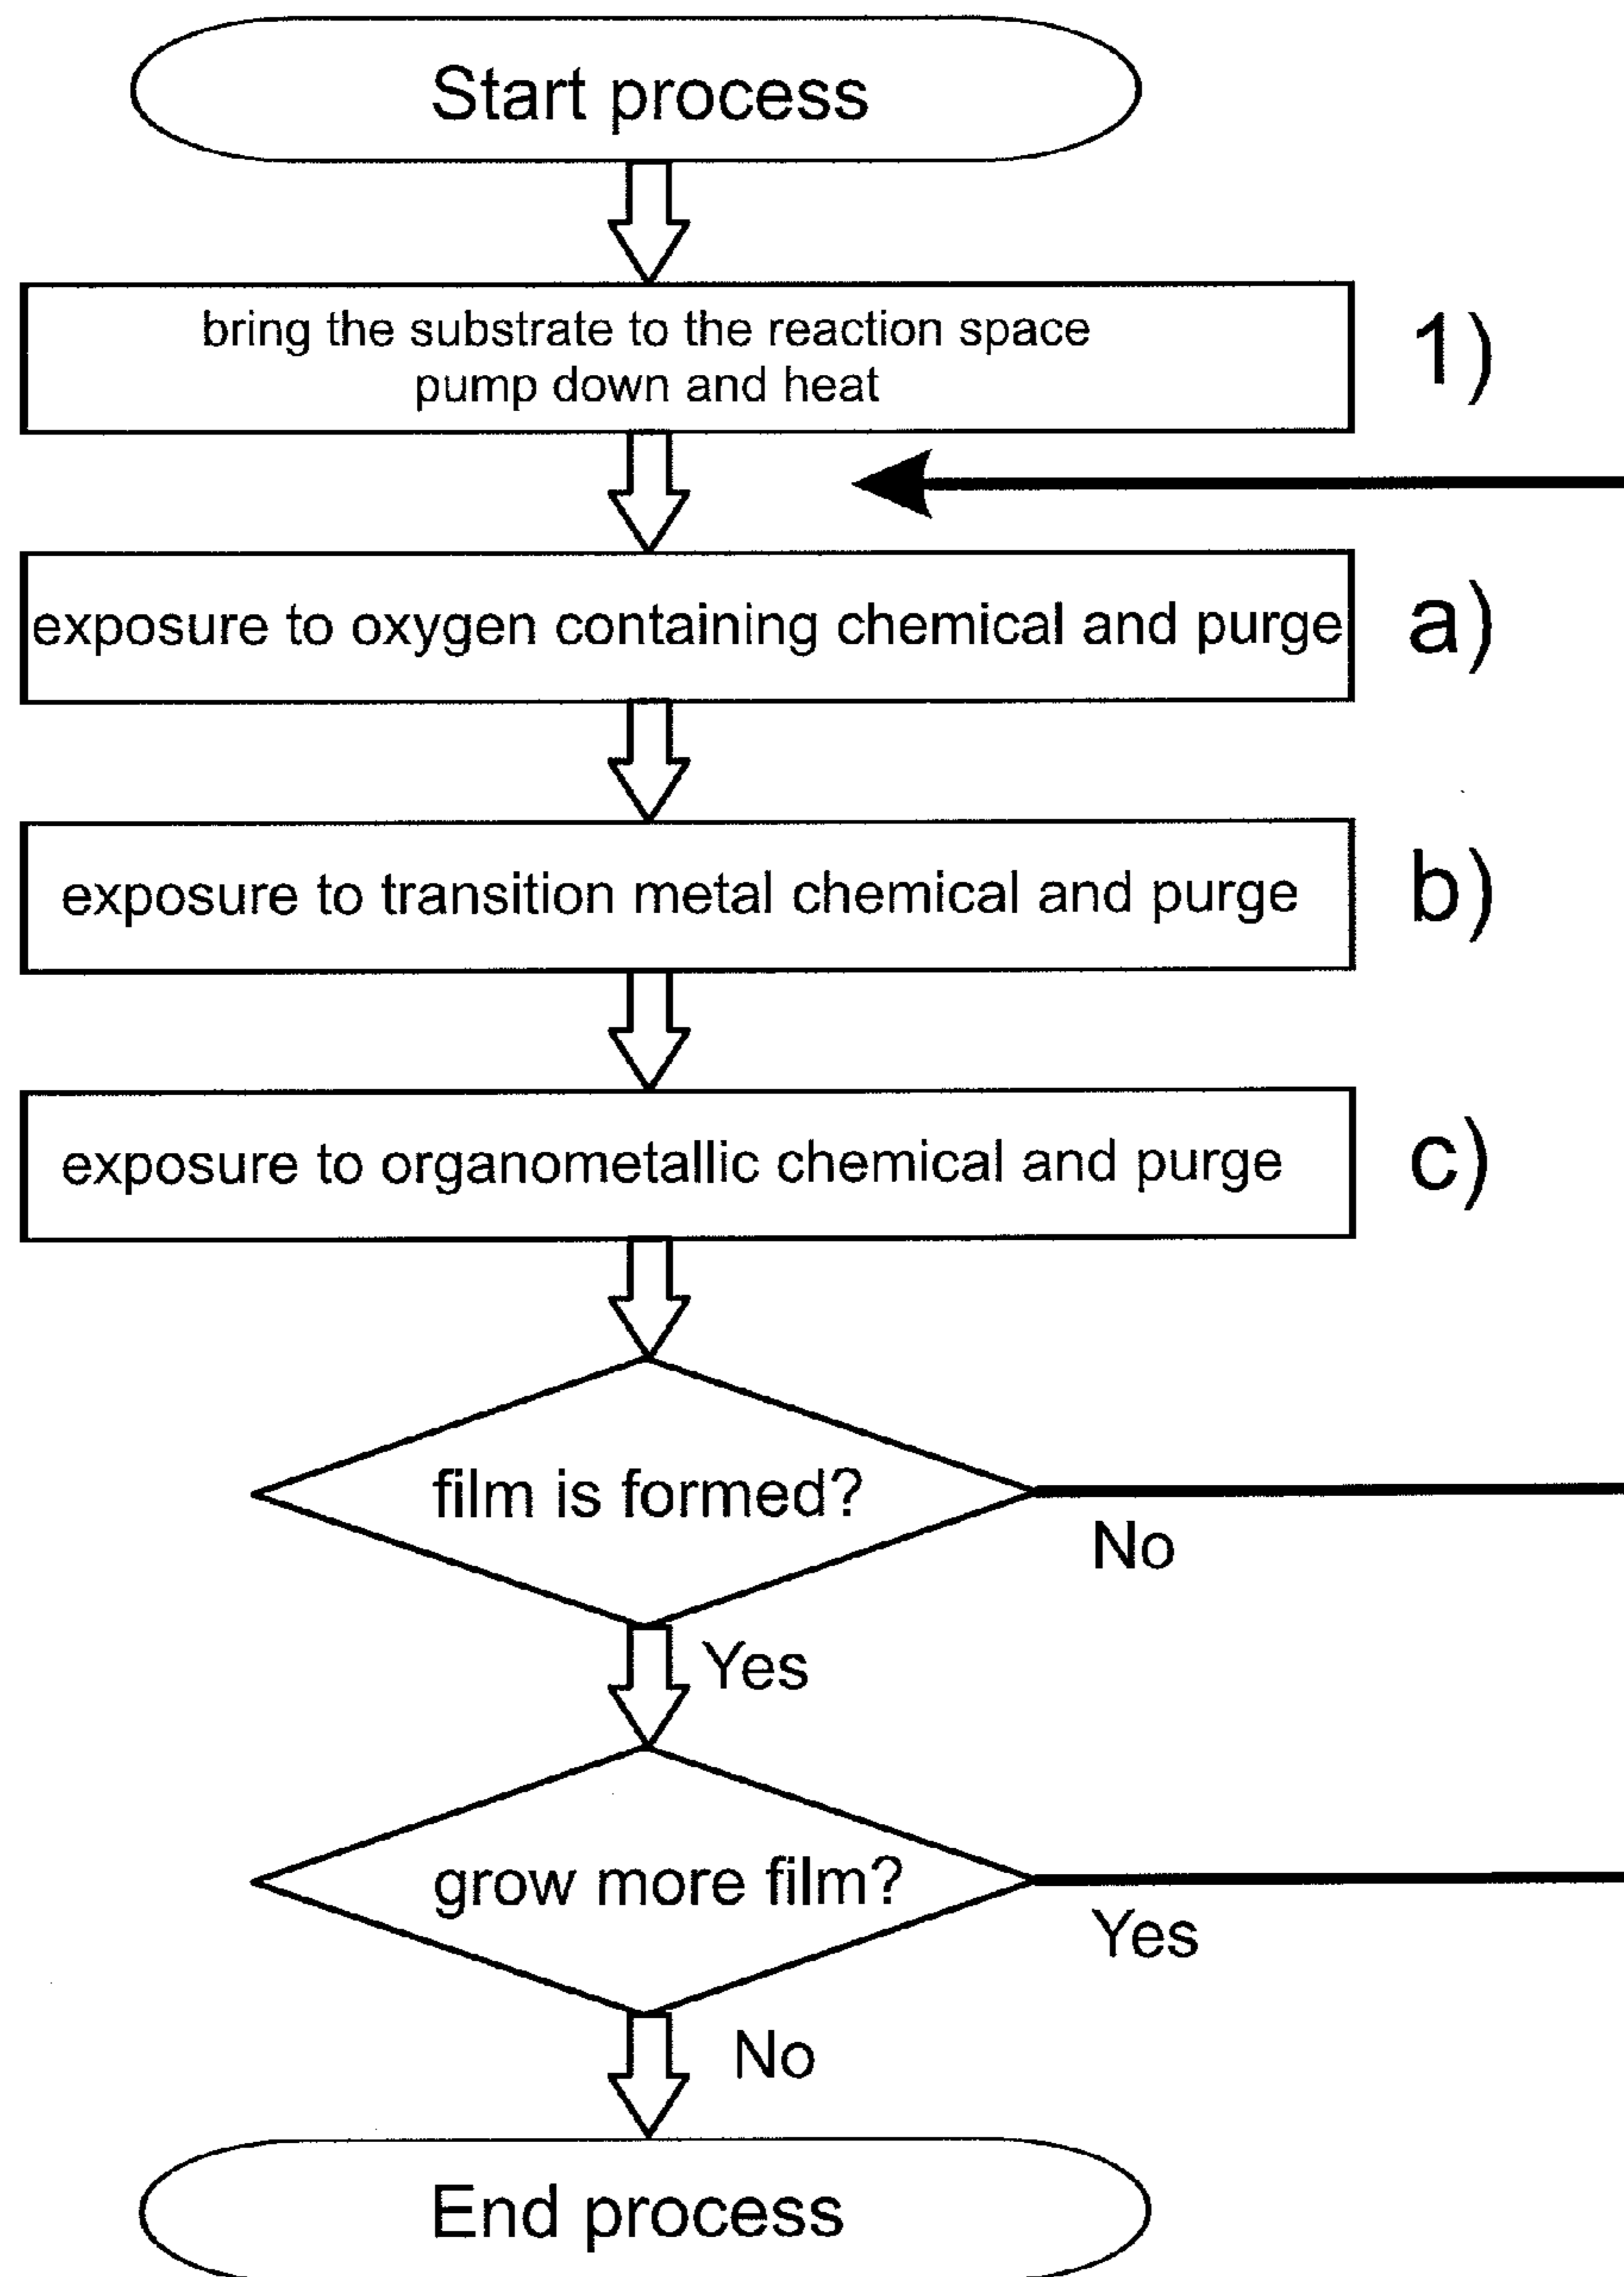 Start process
bring the substrate to the reaction space
pump down and heat
1)
exposure to oxygen containing chemical and purge
a)
exposure to transition metal chemical and purge
b)
exposure to organometallic chemical and purge
c)
film is formed?
No
Yes
grow more film?
Yes
No
End process